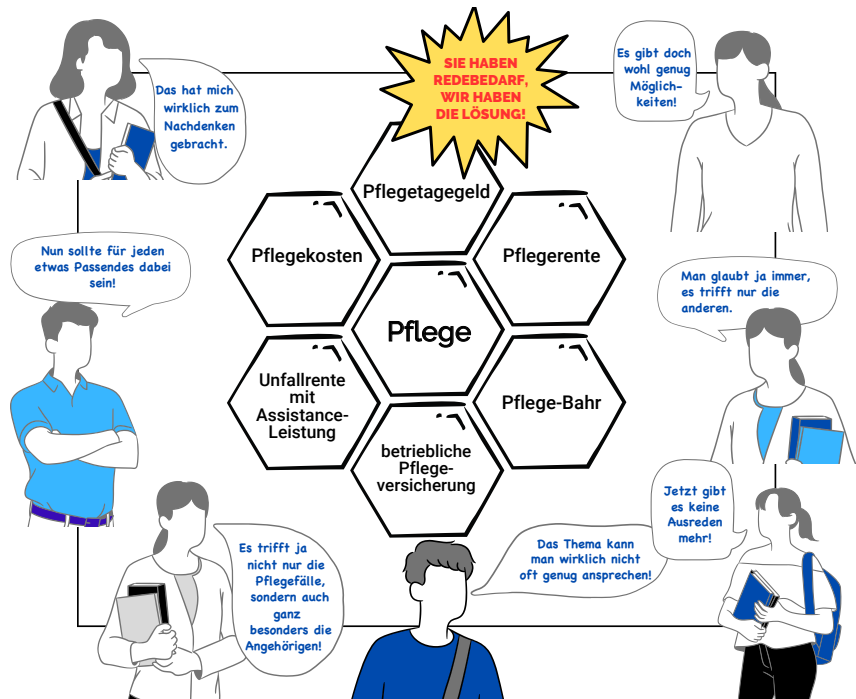 SIE HABEN
REDEBEDARF,
WIR HABEN
DIE LÖSUNG!
Das hat mich
wirklich zum
Nachdenken
gebracht.
Es gibt doch
wohl genug
Möglich-
keiten!
Pflegetagegeld
Pflegekosten
Pflegerente
Nun sollte für jeden
etwas Passendes dabei
sein!
Man glaubt ja immer,
es trifft nur die
anderen.
Pflege
Unfallrente
mit
Assistance-
Leistung
Pflege-Bahr
betriebliche
Pflege-
versicherung
Jetzt gibt
es keine
Ausreden
mehr!
Es trifft ja
nicht nur die
Pflegefälle,
sondern auch
ganz
besonders die
Angehörigen!
Das Thema kann
man wirklich nicht
oft genug ansprechen!